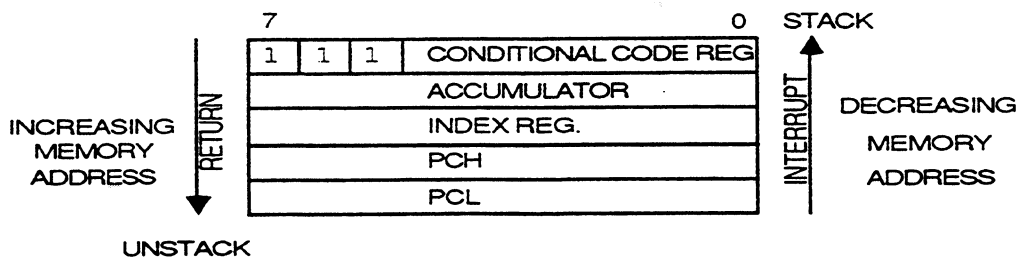 7 0 STACK
1 1 1 CONDITIONAL CODE REG
ACCUMULATOR
INDEX REG.
PCH
PCL
INCREASING
MEMORY
ADDRESS
RETURN
UNSTACK
INTERRUPT
DECREASING
MEMORY
ADDRESS